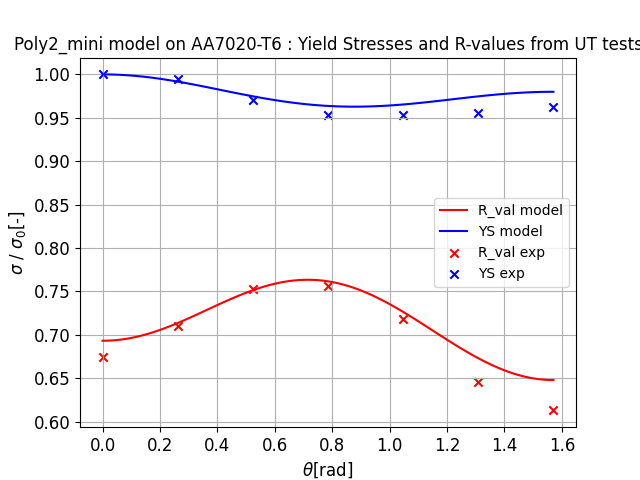 Poly2_mini model on AA7020-T6 : Yield Stresses and R-values from UT tests
1.00
0.95
0.90
0.85
0.80
0.75
0.70
0.65
0.60
σ / σ₀[-]
R_val model
YS model
R_val exp
YS exp
0.0 0.2 0.4 0.6 0.8 1.0 1.2 1.4 1.6
θ[rad]